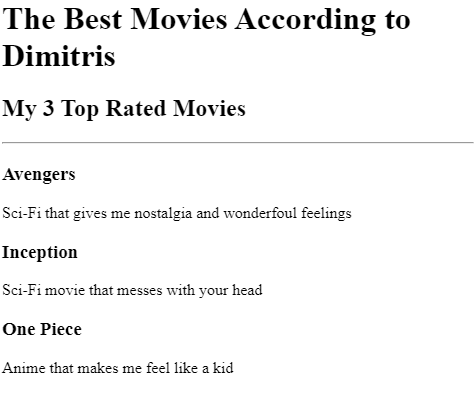 The Best Movies According to
Dimitris
My 3 Top Rated Movies
Avengers
Sci-Fi that gives me nostalgia and wonderfoul feelings
Inception
Sci-Fi movie that messes with your head
One Piece
Anime that makes me feel like a kid